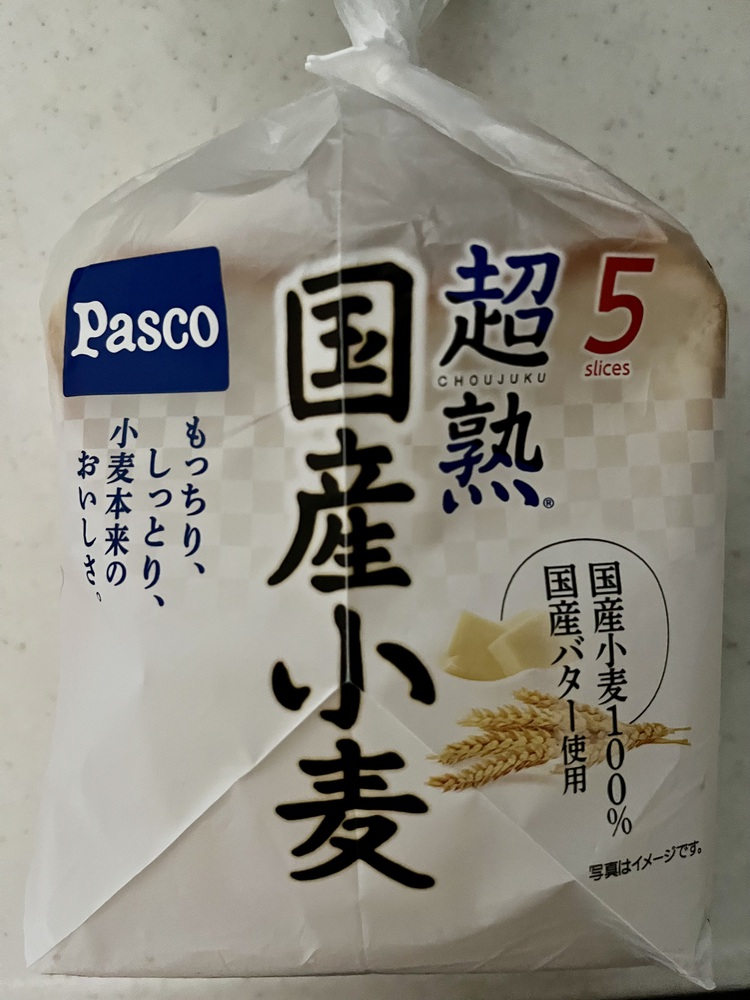 Pasco
超熟
CHOUJUKU
®
5
slices
国産小麦
もっちり、
しっとり、
小麦本来の
おいしさ。
国産小麦100%
国産バター使用
写真はイメージです。